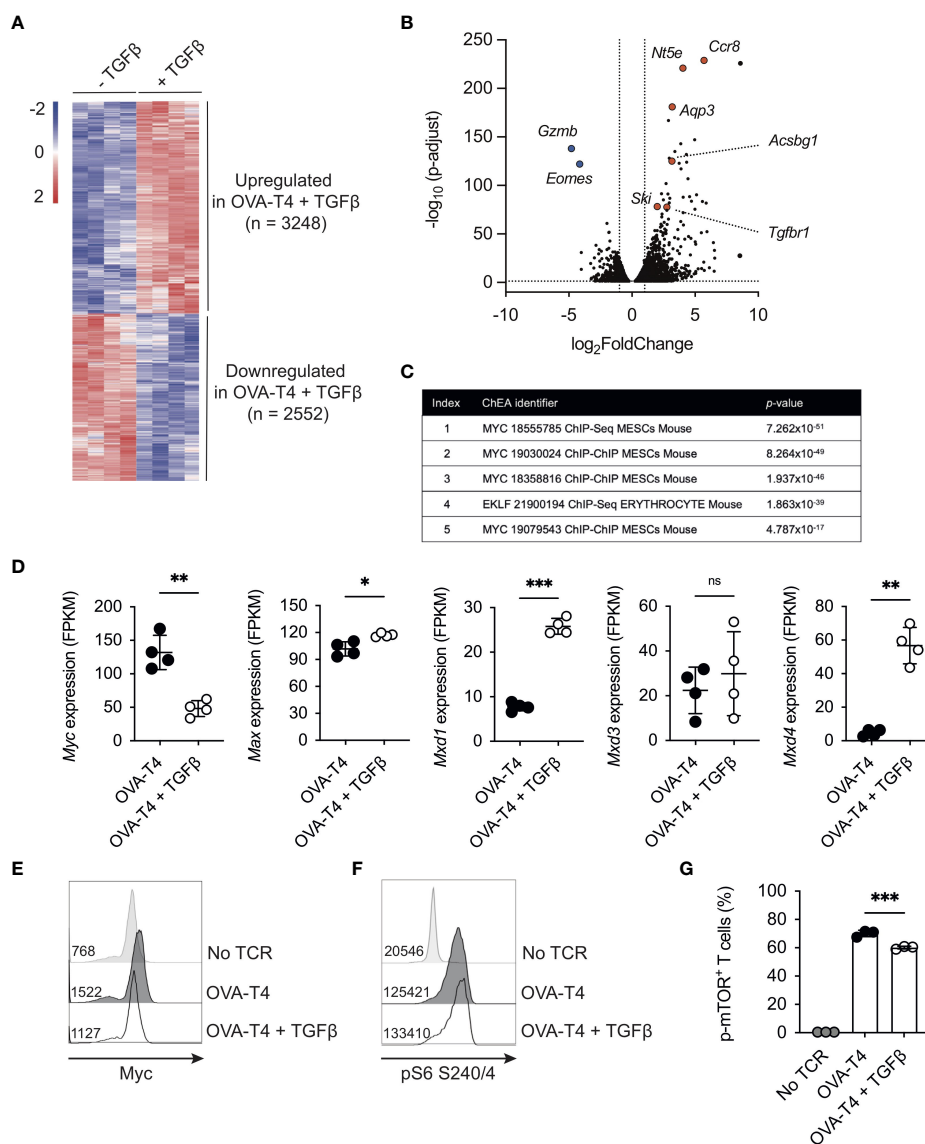 A
- TGFβ
+ TGFβ
-2
0
2
Upregulated
in OVA-T4 + TGFβ
(n = 3248)
Downregulated
in OVA-T4 + TGFβ
(n = 2552)
B
250
200
150
100
50
0
-log10 (p-adjust)
Nt5e
Ccr8
Aqp3
Gzmb
Eomes
Acsbg1
Ski
Tgfbr1
-10
-5
0
5
10
log2FoldChange
C
Index ChEA identifier p-value
1 MYC 18555785 ChIP-Seq MESCs Mouse 7.262x10-51
2 MYC 19030024 ChIP-ChIP MESCs Mouse 8.264x10-49
3 MYC 18358816 ChIP-ChIP MESCs Mouse 1.937x10-46
4 EKLF 21900194 ChIP-Seq ERYTHROCYTE Mouse 1.863x10-39
5 MYC 19079543 ChIP-ChIP MESCs Mouse 4.787x10-17
D
Myc expression (FPKM)
200
150
100
50
0
**
OVA-T4
OVA-T4 + TGFβ
Max expression (FPKM)
150
120
90
60
30
0
*
OVA-T4
OVA-T4 + TGFβ
Mxd1 expression (FPKM)
30
20
10
0
***
OVA-T4
OVA-T4 + TGFβ
Mxd3 expression (FPKM)
60
40
20
0
ns
OVA-T4
OVA-T4 + TGFβ
Mxd4 expression (FPKM)
80
60
40
20
0
**
OVA-T4
OVA-T4 + TGFβ
E
768
1522
1127
No TCR
OVA-T4
OVA-T4 + TGFβ
Myc
F
20546
125421
133410
No TCR
OVA-T4
OVA-T4 + TGFβ
pS6 S240/4
G
p-mTOR+ T cells (%)
100
80
60
40
20
0
***
No TCR
OVA-T4
OVA-T4 + TGFβ